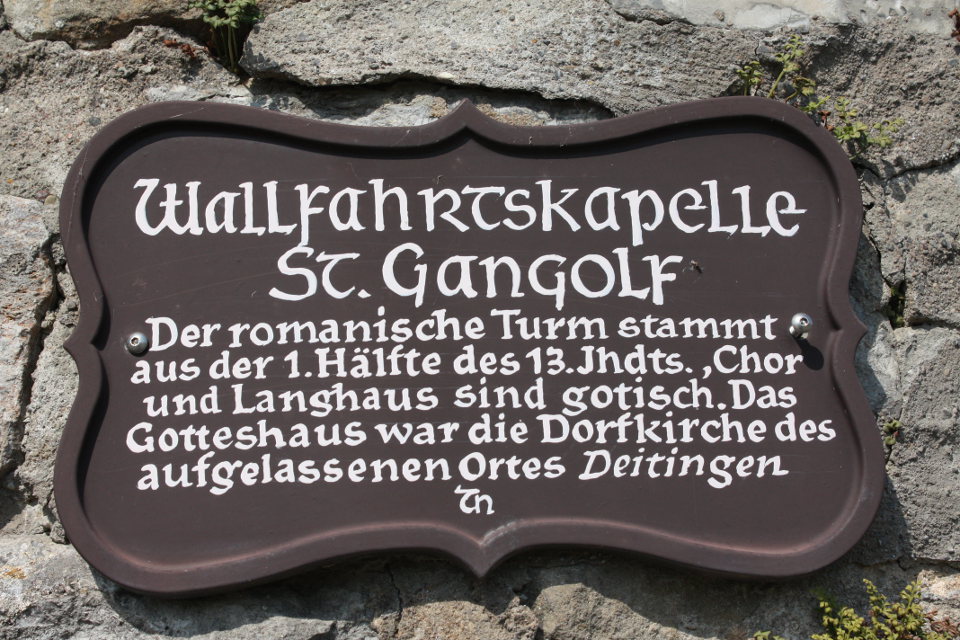 Wallfahrtskapelle
St. Gangolf
Der romanische Turm stammt
aus der 1. Hälfte des 13. Jhdts., Chor
und Langhaus sind gotisch. Das
Gotteshaus war die Dorfkirche des
aufgelassenen Ortes Deitingen